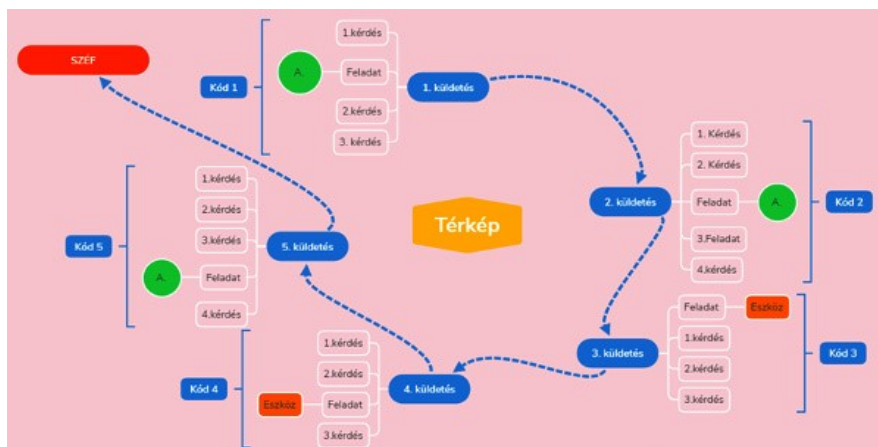 SZÉF
Kód 1
1.kérdés
A.
Feladat
2.kérdés
3. kérdés
1. küldetés
2. küldetés
1. Kérdés
2. Kérdés
Feladat
A.
3.Feladat
4.kérdés
Kód 2
Térkép
3. küldetés
Feladat
Eszköz
1.kérdés
2.kérdés
3.kérdés
Kód 3
4. küldetés
1.kérdés
2.kérdés
Feladat
Eszköz
3.kérdés
Kód 4
5. küldetés
1.kérdés
2.kérdés
3.kérdés
Feladat
A.
4.kérdés
Kód 5